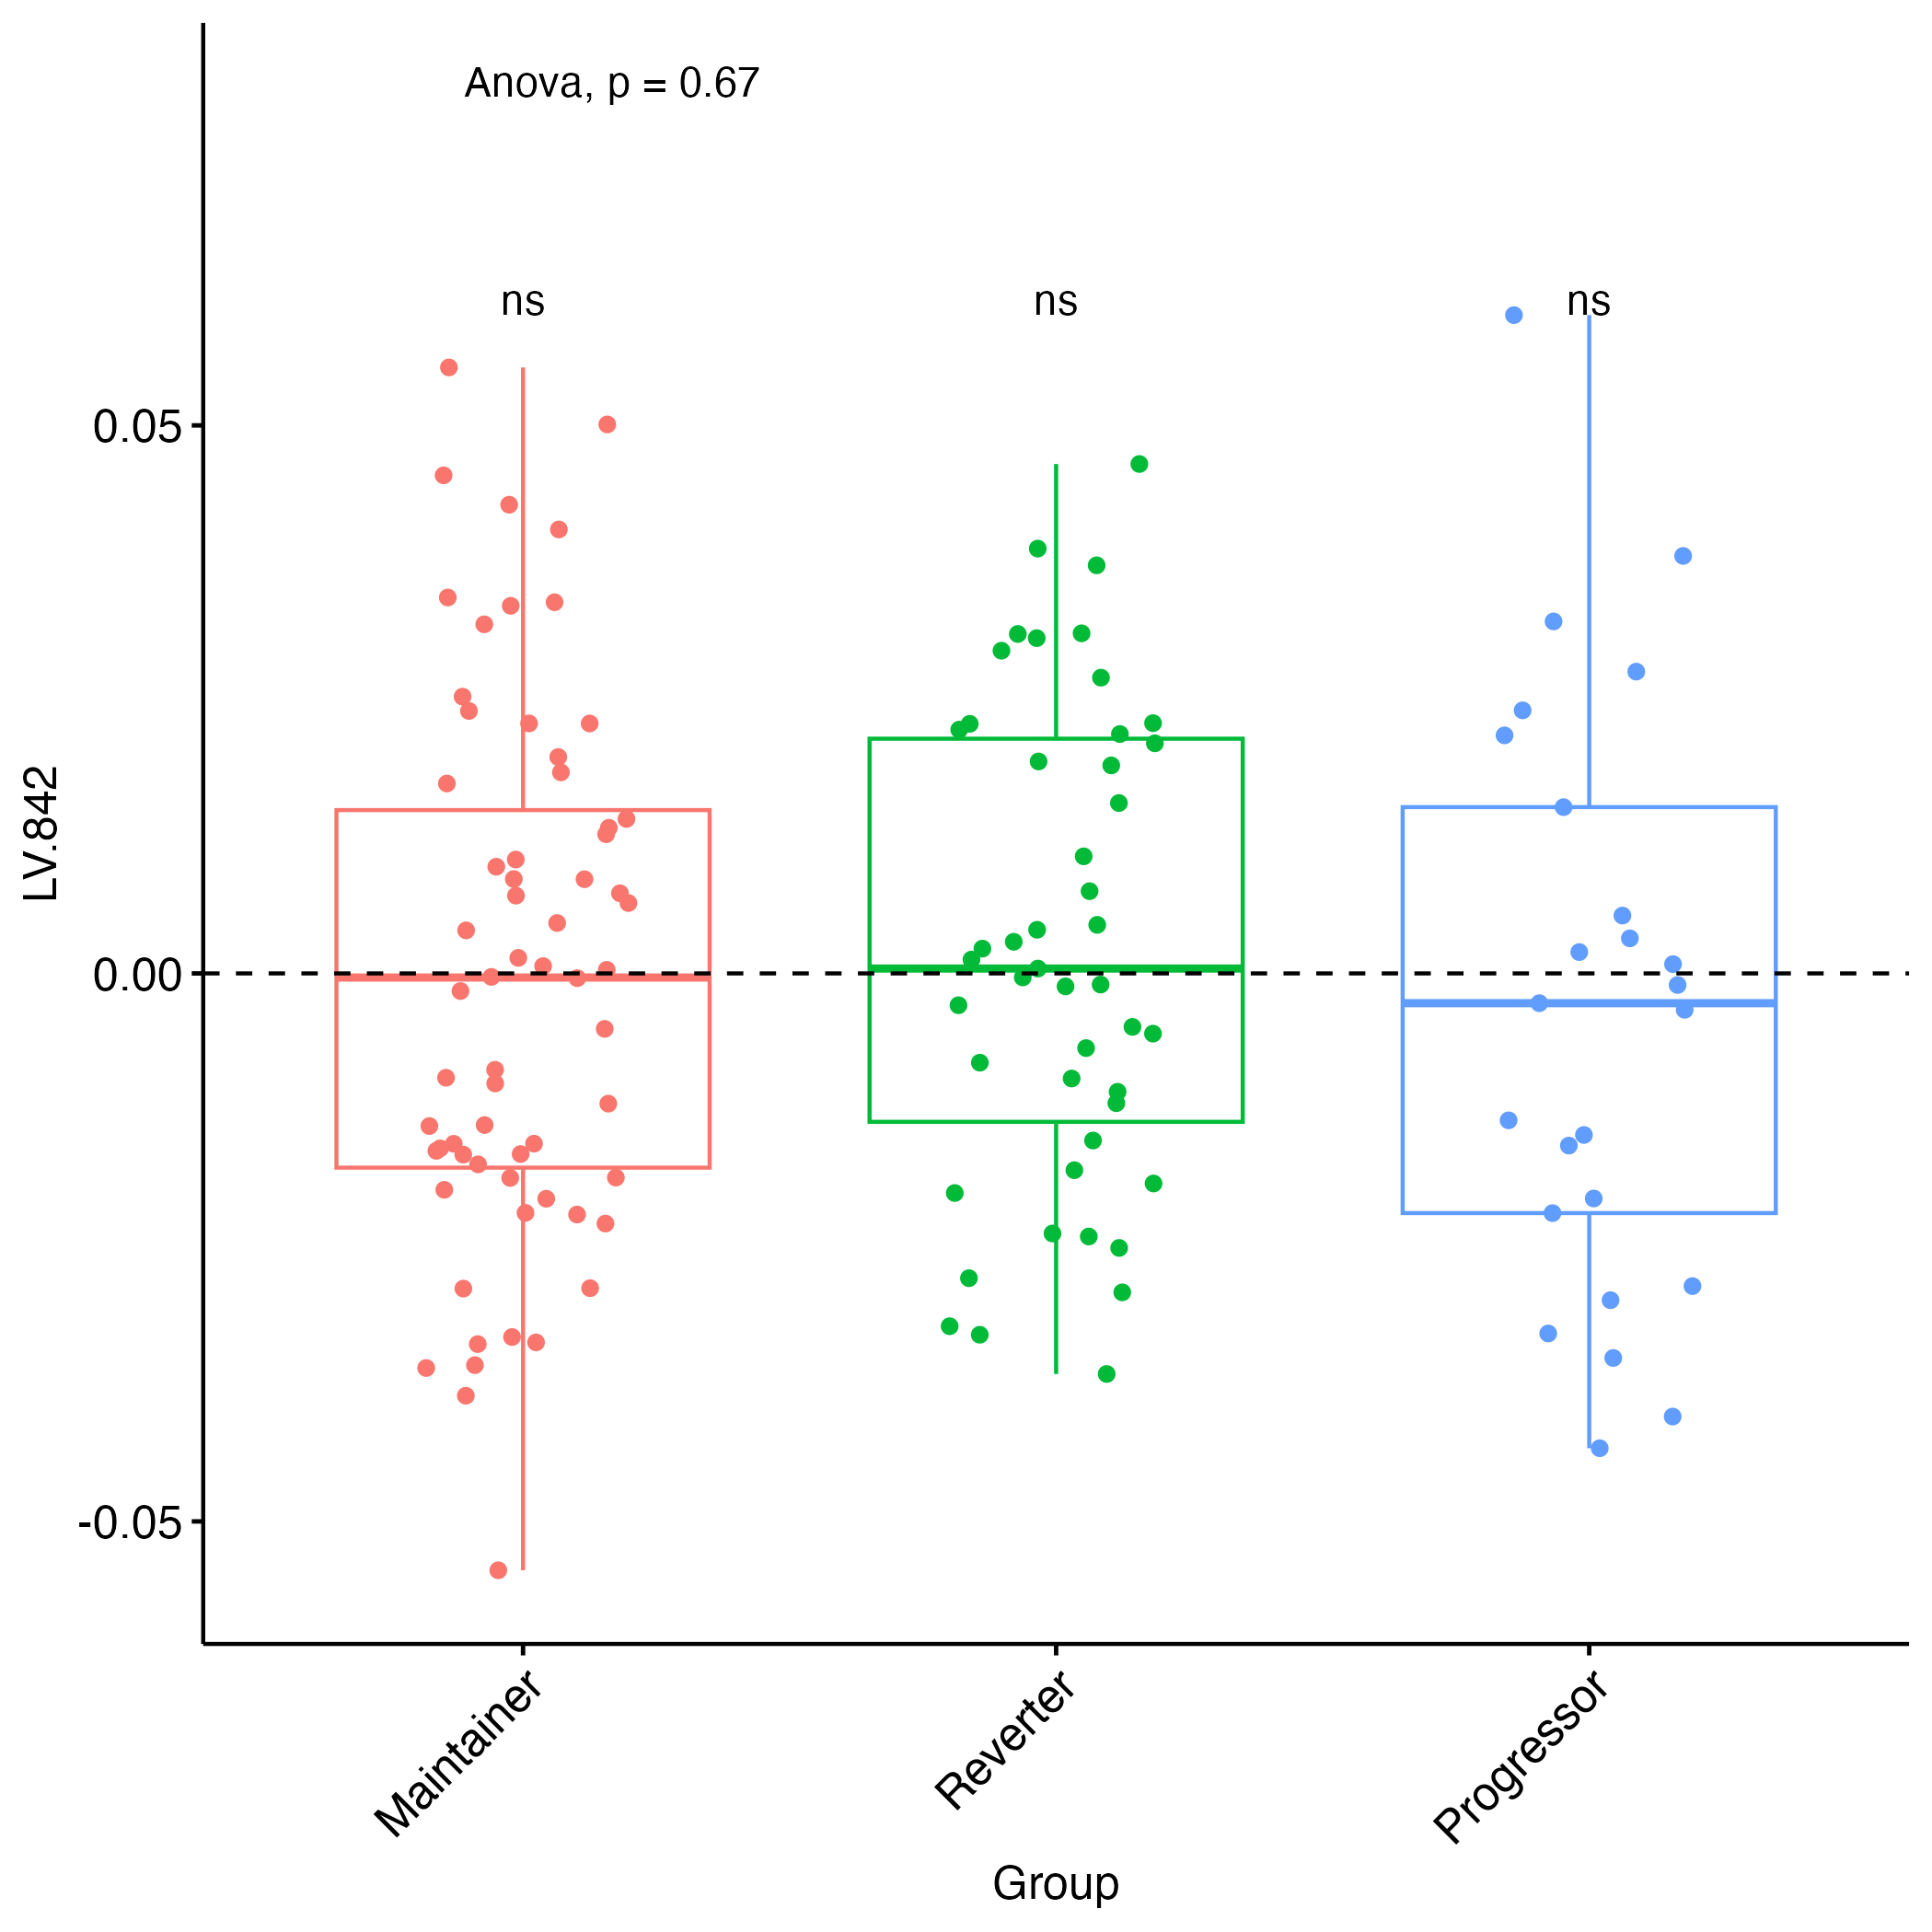 Anova, p = 0.67
ns ns ns
0.05
0.00
-0.05
LV.842
Maintainer Reverter Progressor
Group